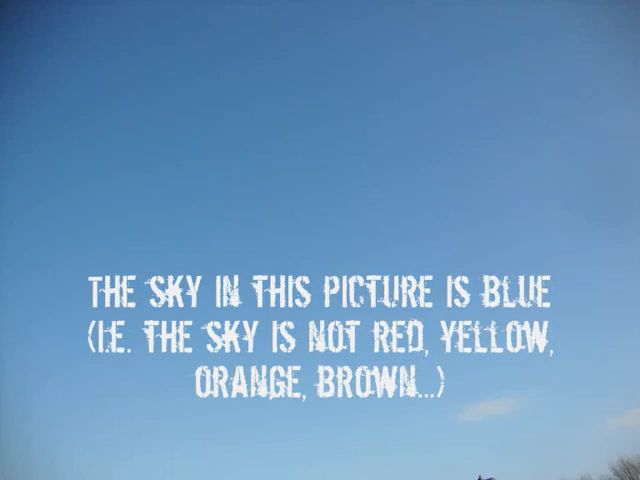 THE SKY IN THIS PICTURE IS BLUE
(I.E. THE SKY IS NOT RED, YELLOW,
ORANGE, BROWN...)